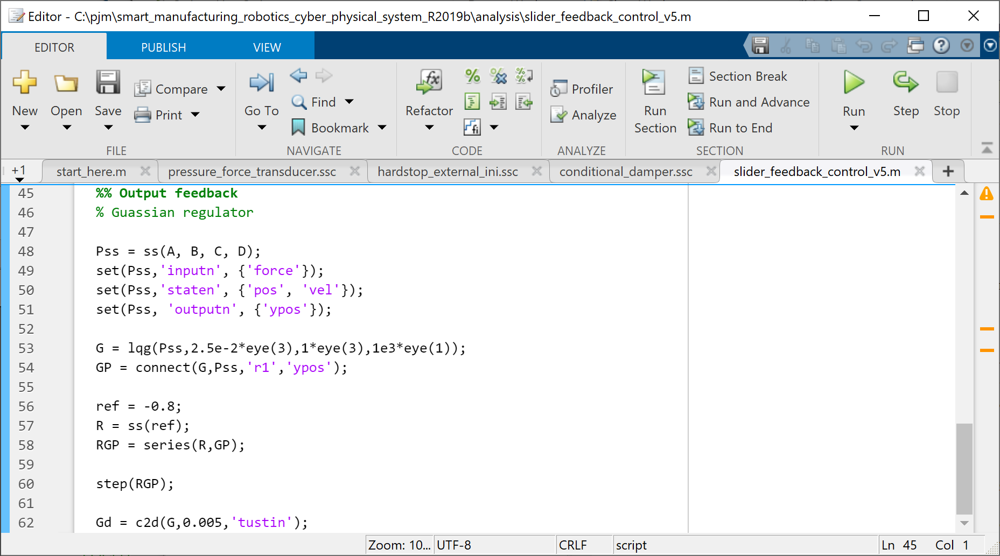 Editor - C:\pjm\smart_manufacturing_robotics_cyber_physical_system_R2019b\analysis\slider_feedback_control_v5.m
EDITOR PUBLISH VIEW
New Open Save Compare Print
FILE
Go To Find Bookmark
NAVIGATE
Refactor
CODE
Profiler
Analyze
ANALYZE
Run Section
Section Break
Run and Advance
Run to End
SECTION
Run Step Stop
RUN
+1 start_here.m pressure_force_transducer.ssc hardstop_external_ini.ssc conditional_damper.ssc slider_feedback_control_v5.m
45 %% Output feedback
46 % Guassian regulator
47
48 Pss = ss(A, B, C, D);
49 set(Pss,'inputn', {'force'});
50 set(Pss,'staten', {'pos', 'vel'});
51 set(Pss, 'outputn', {'ypos'});
52
53 G = lqg(Pss,2.5e-2*eye(3),1*eye(3),1e3*eye(1));
54 GP = connect(G,Pss,'r1','ypos');
55
56 ref = -0.8;
57 R = ss(ref);
58 RGP = series(R,GP);
59
60 step(RGP);
61
62 Gd = c2d(G,0.005,'tustin');
Zoom: 10... UTF-8 CRLF script Ln 45 Col 1